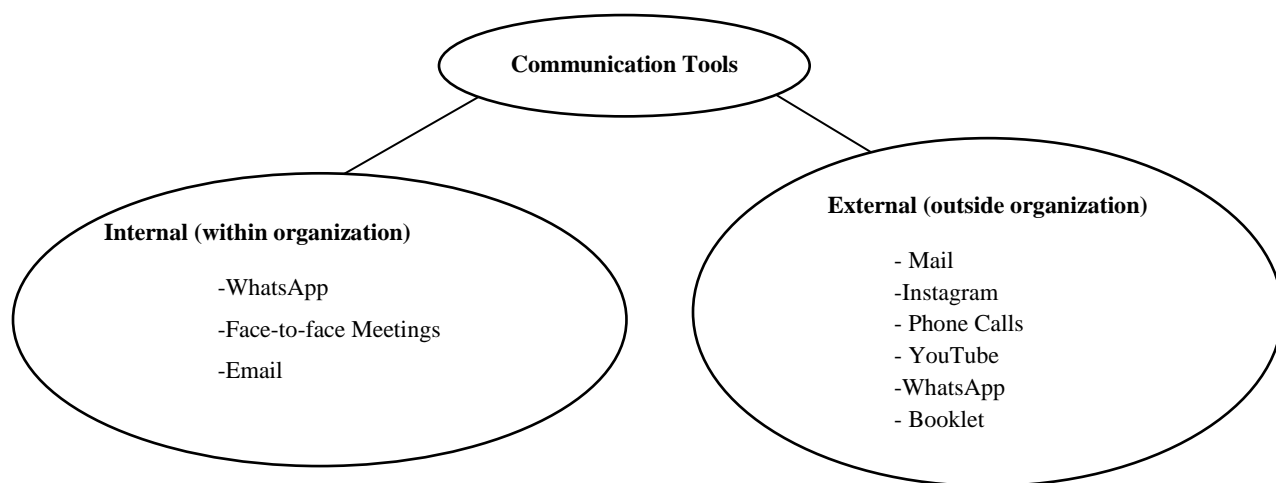 Communication Tools
Internal (within organization)
-WhatsApp
-Face-to-face Meetings
-Email
External (outside organization)
- Mail
-Instagram
- Phone Calls
- YouTube
-WhatsApp
- Booklet